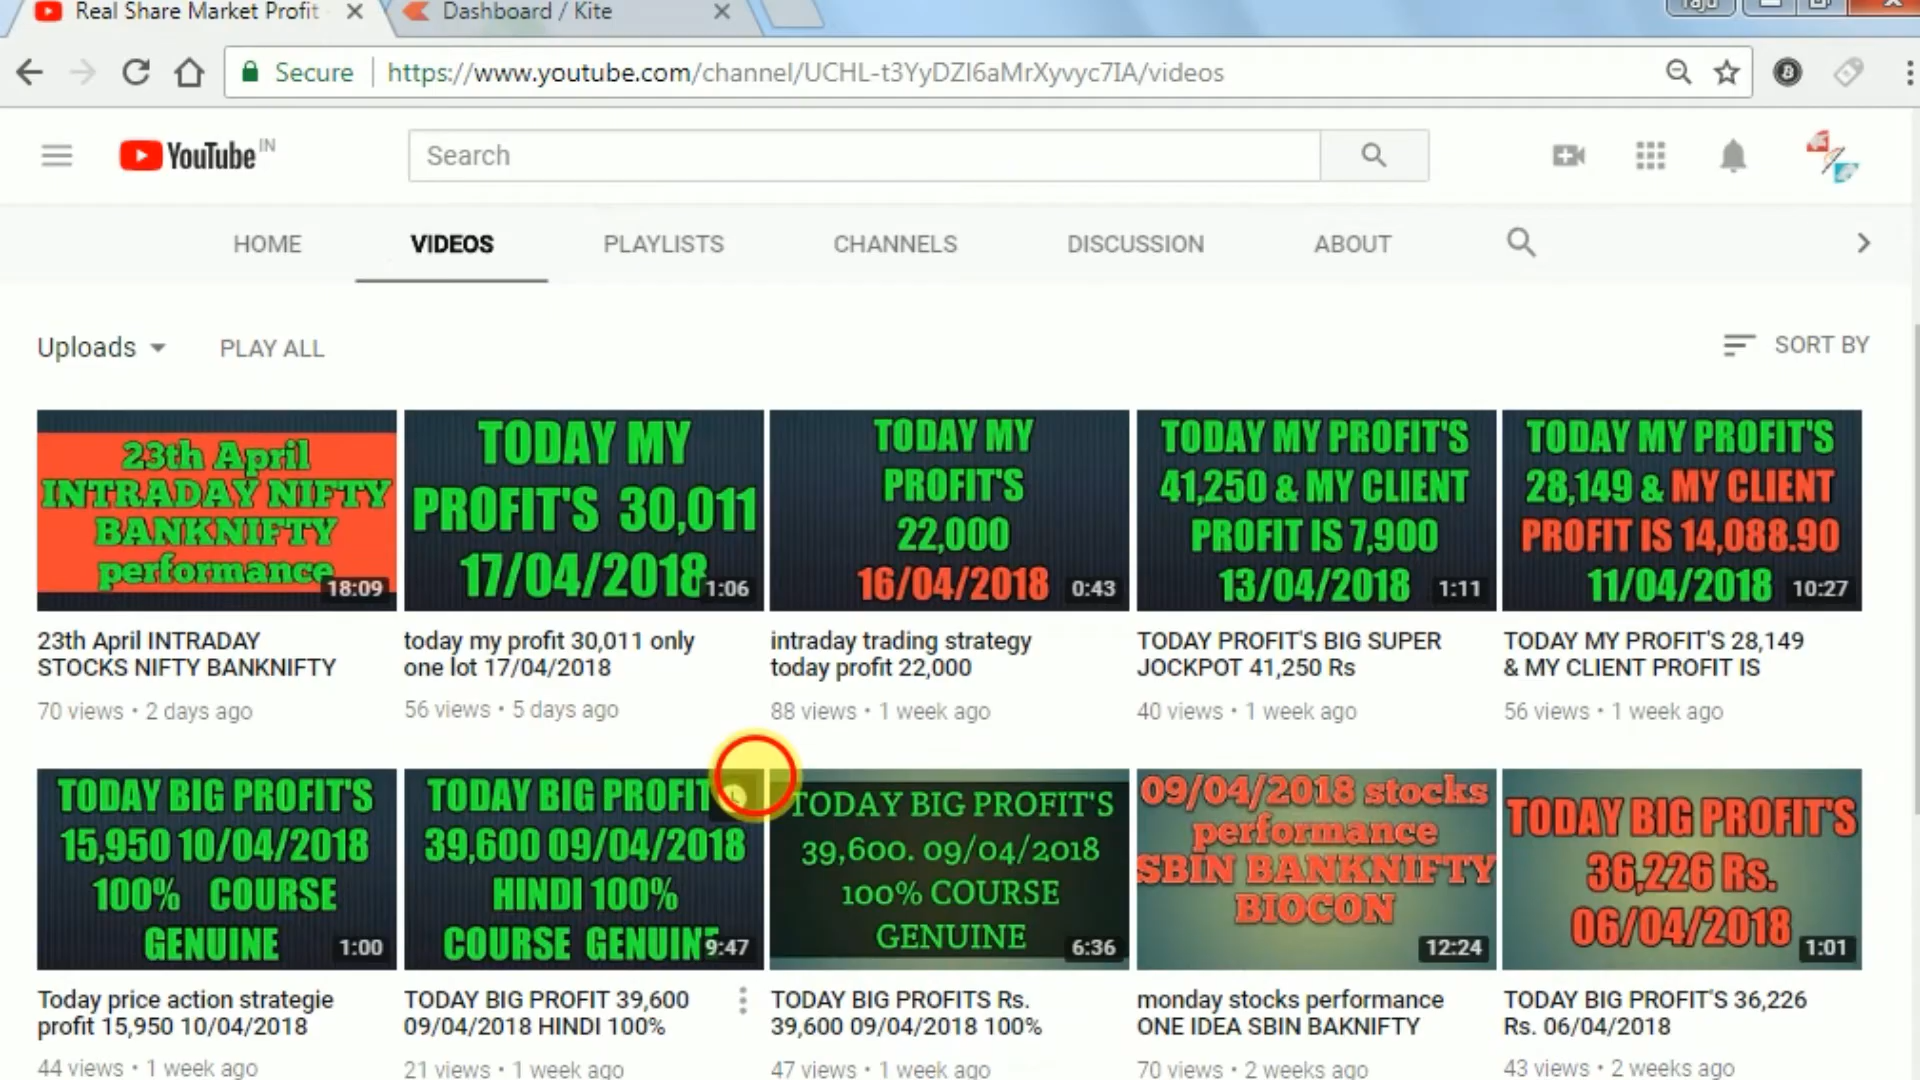 Real Share Market Profit
Dashboard / Kite
Secure
https://www.youtube.com/channel/UCHL-t3YyDZI6aMrXyvyc7IA/videos
YouTube IN
Search
HOME
VIDEOS
PLAYLISTS
CHANNELS
DISCUSSION
ABOUT
Uploads
PLAY ALL
SORT BY
23th April
INTRADAY NIFTY
BANKNIFTY
performance
18:09
TODAY MY
PROFIT'S 30,011
17/04/2018
1:06
TODAY MY
PROFIT'S
22,000
16/04/2018
0:43
TODAY MY PROFIT'S
41,250 & MY CLIENT
PROFIT IS 7,900
13/04/2018
1:11
TODAY MY PROFIT'S
28,149 & MY CLIENT
PROFIT IS 14,088.90
11/04/2018
10:27
23th April INTRADAY
STOCKS NIFTY BANKNIFTY
70 views • 2 days ago
today my profit 30,011 only
one lot 17/04/2018
56 views • 5 days ago
intraday trading strategy
today profit 22,000
88 views • 1 week ago
TODAY PROFIT'S BIG SUPER
JOCKPOT 41,250 Rs
40 views • 1 week ago
TODAY MY PROFIT'S 28,149
& MY CLIENT PROFIT IS
56 views • 1 week ago
TODAY BIG PROFIT'S
15,950 10/04/2018
100% COURSE
GENUINE
1:00
TODAY BIG PROFIT
39,600 09/04/2018
HINDI 100%
COURSE GENUINE
9:47
TODAY BIG PROFIT'S
39,600. 09/04/2018
100% COURSE
GENUINE
6:36
09/04/2018 stocks
performance
SBIN BANKNIFTY
BIOCON
12:24
TODAY BIG PROFIT'S
36,226 Rs.
06/04/2018
1:01
Today price action strategie
profit 15,950 10/04/2018
44 views • 1 week ago
TODAY BIG PROFIT 39,600
09/04/2018 HINDI 100%
21 views • 1 week ago
TODAY BIG PROFITS Rs.
39,600 09/04/2018 100%
47 views • 1 week ago
monday stocks performance
ONE IDEA SBIN BAKNIFTY
70 views • 2 weeks ago
TODAY BIG PROFIT'S 36,226
Rs. 06/04/2018
43 views • 2 weeks ago